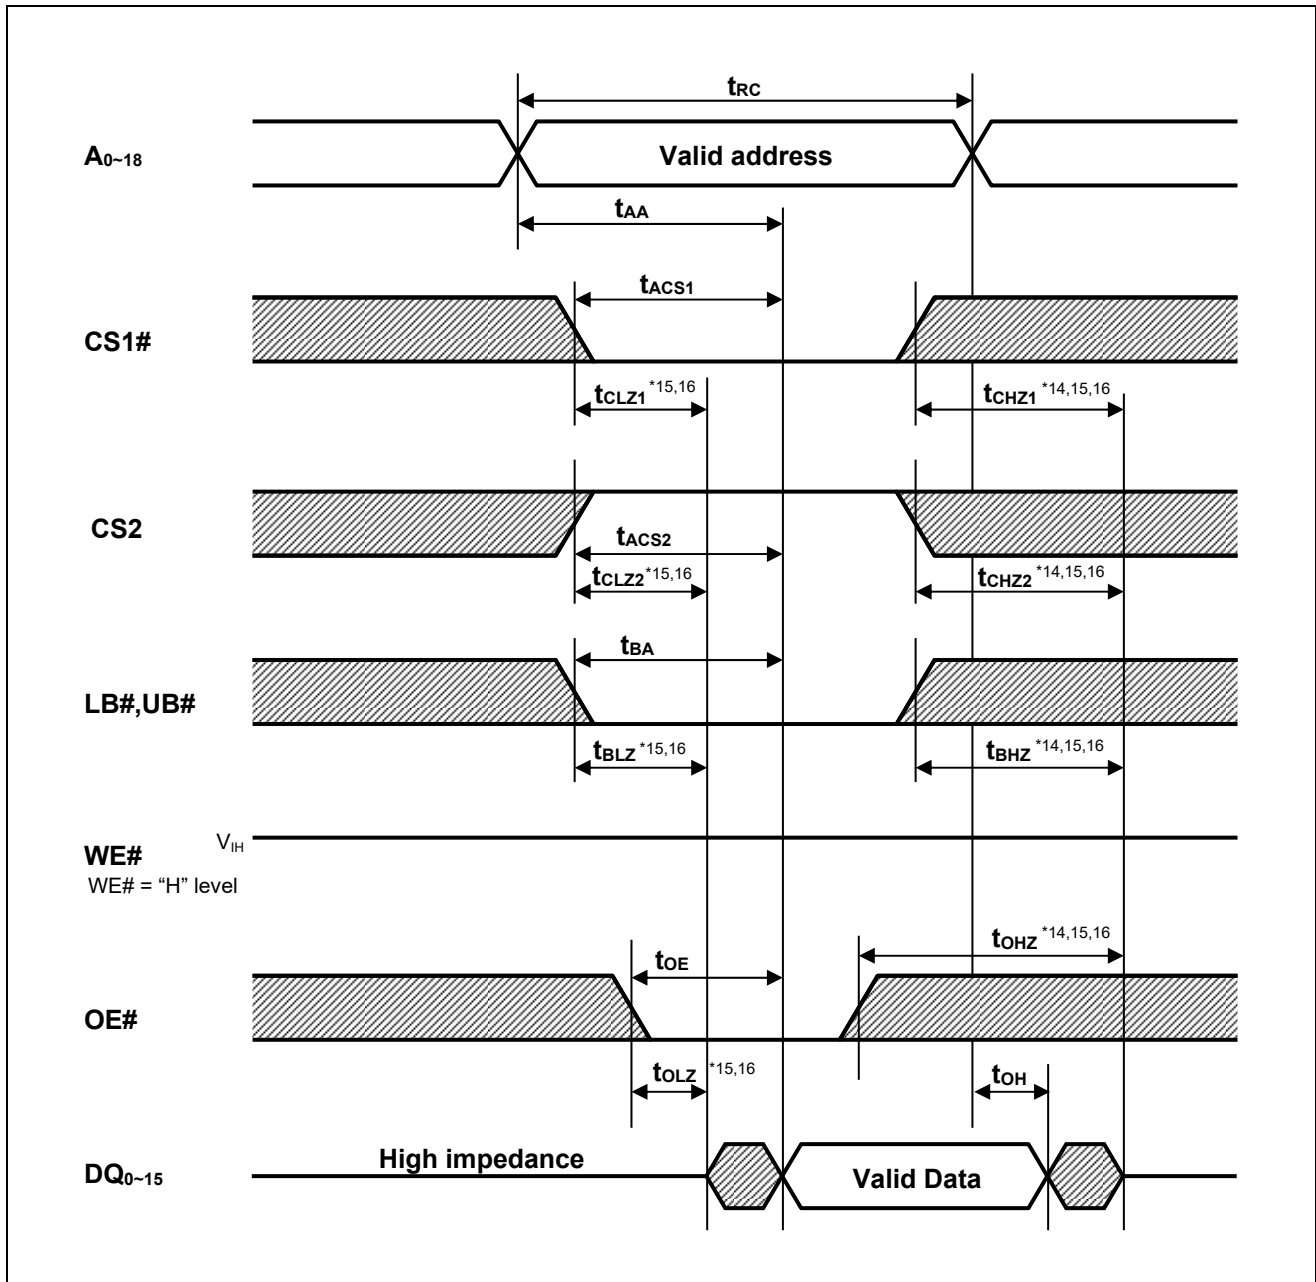 tRC
A0~18
Valid address
tAA
tACS1
CS1#
tCLZ1 *15,16
tCHZ1 *14,15,16
CS2
tACS2
tCLZ2 *15,16
tCHZ2 *14,15,16
tBA
LB#,UB#
tBLZ *15,16
tBHZ *14,15,16
VIH
WE#
WE# = “H” level
tOHZ *14,15,16
tOE
OE#
tOLZ *15,16
tOH
High impedance
DQ0~15
Valid Data